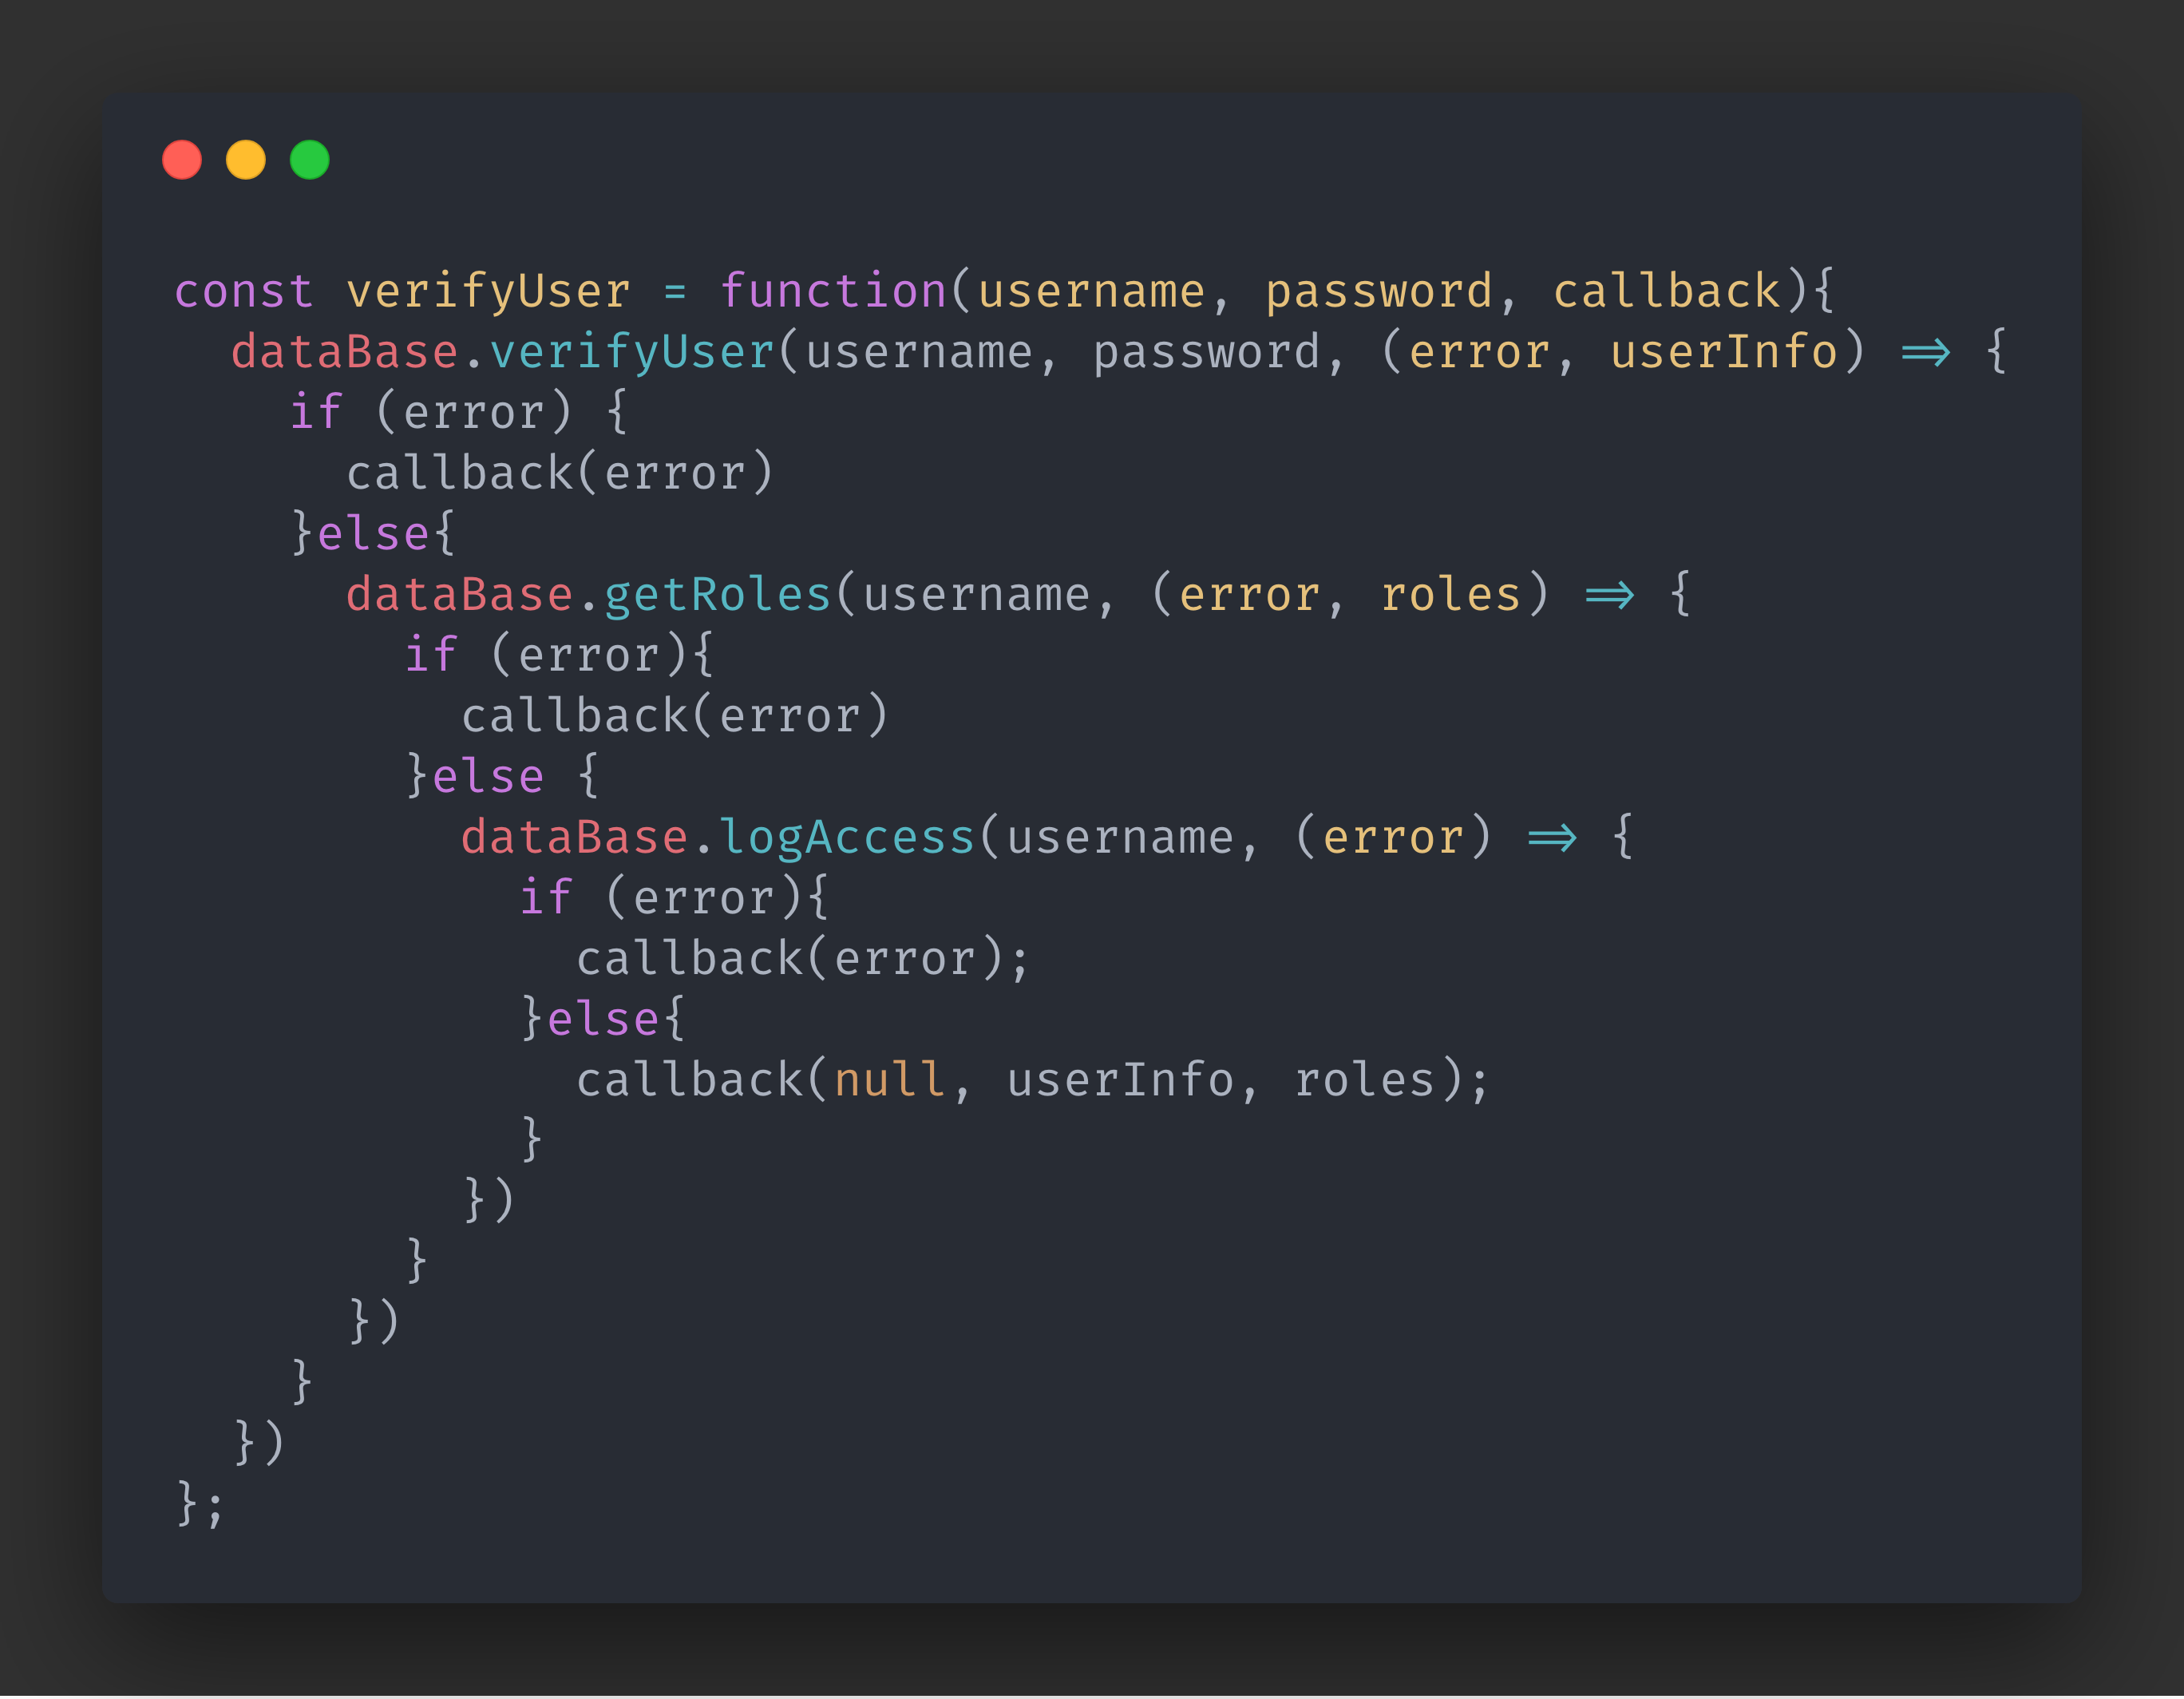 const verifyUser = function(username, password, callback){
  dataBase.verifyUser(username, password, (error, userInfo) => {
    if (error) {
      callback(error)
    }else{
      dataBase.getRoles(username, (error, roles) => {
        if (error){
          callback(error)
        }else {
          dataBase.logAccess(username, (error) => {
            if (error){
              callback(error);
            }else{
              callback(null, userInfo, roles);
            }
          })
        }
      })
    }
  })
};